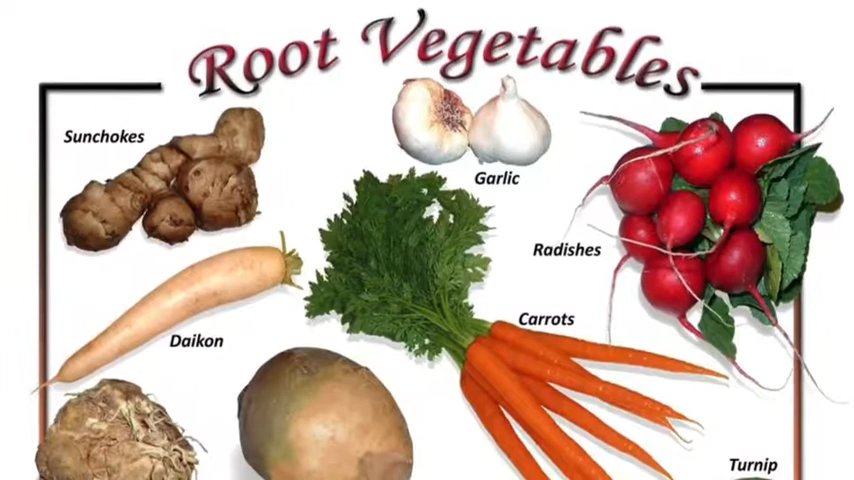 Root Vegetables
Sunchokes
Garlic
Radishes
Carrots
Daikon
Turnip